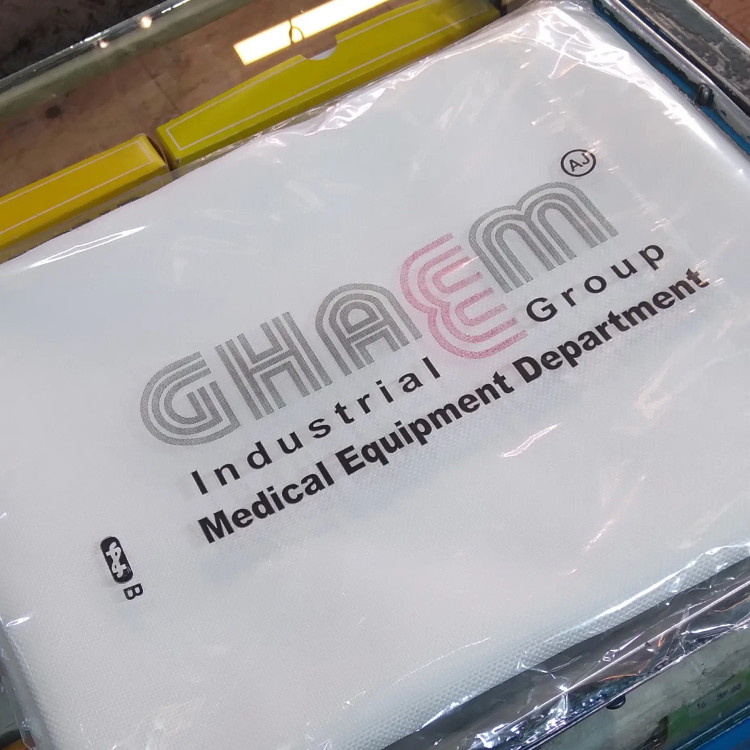 AJ
GHAEM
Industrial Group
Medical Equipment Department
B